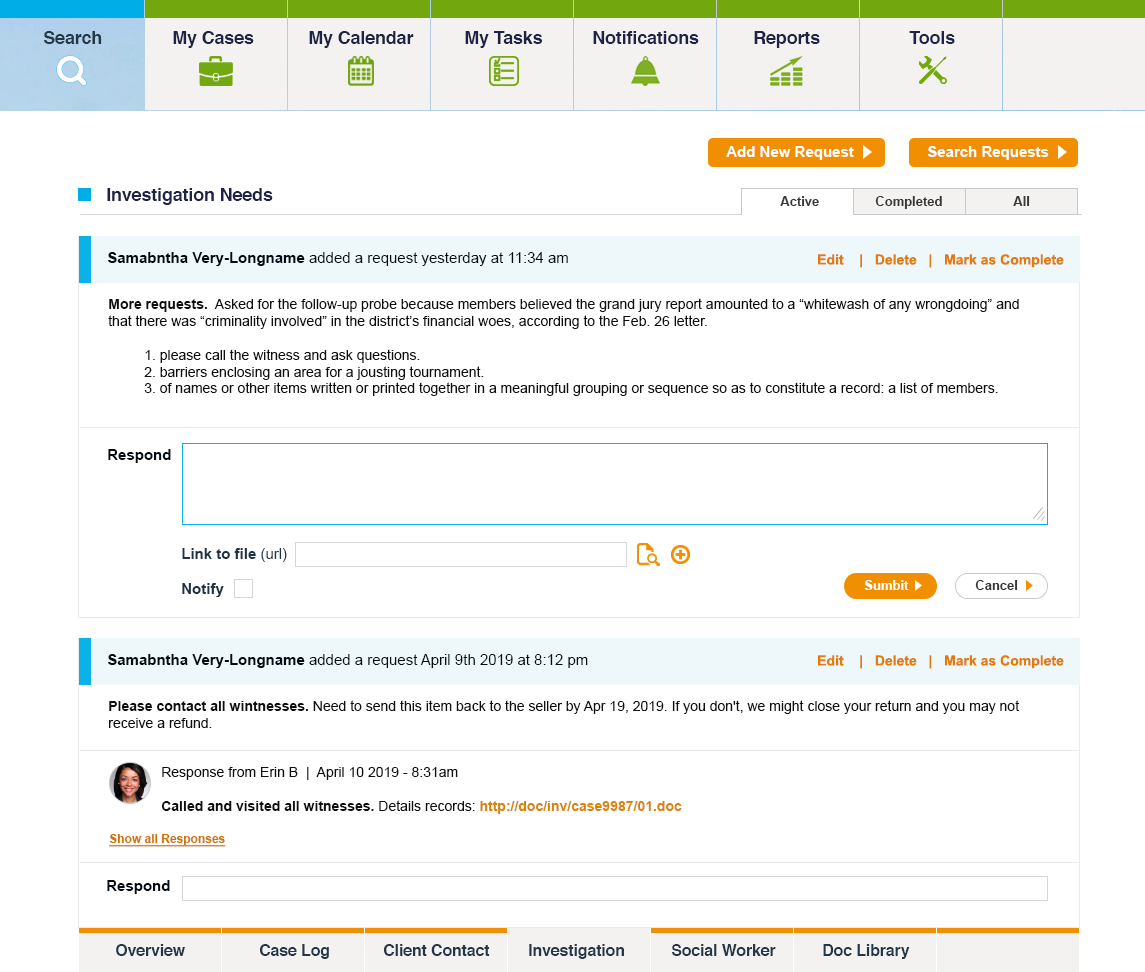 Search
My Cases
My Calendar
My Tasks
Notifications
Reports
Tools
Add New Request
Search Requests
Investigation Needs
Active
Completed
All
Samabntha Very-Longname added a request yesterday at 11:34 am
Edit | Delete | Mark as Complete
More requests. Asked for the follow-up probe because members believed the grand jury report amounted to a “whitewash of any wrongdoing” and
that there was “criminality involved” in the district’s financial woes, according to the Feb. 26 letter.
1. please call the witness and ask questions.
2. barriers enclosing an area for a jousting tournament.
3. of names or other items written or printed together in a meaningful grouping or sequence so as to constitute a record: a list of members.
Respond
Link to file (url)
Notify
Sumbit
Cancel
Samabntha Very-Longname added a request April 9th 2019 at 8:12 pm
Edit | Delete | Mark as Complete
Please contact all wintnesses. Need to send this item back to the seller by Apr 19, 2019. If you don't, we might close your return and you may not
receive a refund.
Response from Erin B | April 10 2019 - 8:31am
Called and visited all witnesses. Details records: http://doc/inv/case9987/01.doc
Show all Responses
Respond
Overview
Case Log
Client Contact
Investigation
Social Worker
Doc Library